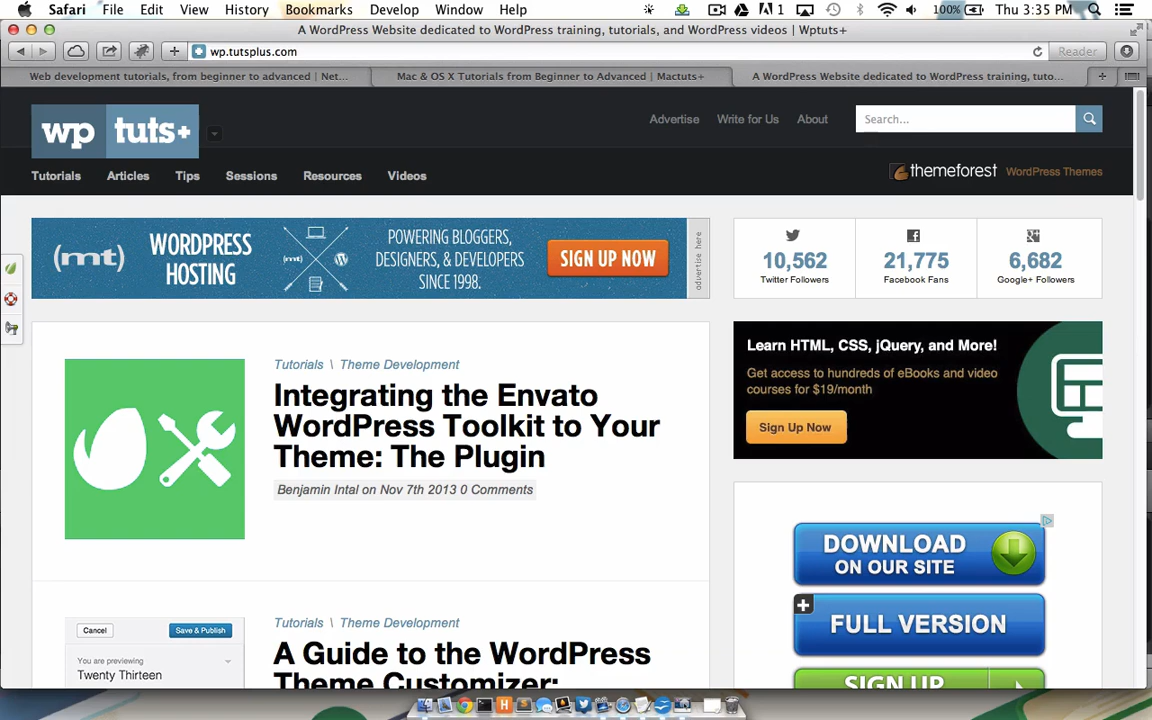 Safari File Edit View History Bookmarks Develop Window Help 1 100% Thu 3:35 PM
A WordPress Website dedicated to WordPress training, tutorials, and WordPress videos | Wptuts+
wp.tutsplus.com Reader
Web development tutorials, from beginner to advanced | Net... Mac & OS X Tutorials from Beginner to Advanced | Mactuts+ A WordPress Website dedicated to WordPress training, tuto...
wp tuts+
Advertise Write for Us About Search...
Tutorials Articles Tips Sessions Resources Videos
themeforest WordPress Themes
(mt) WORDPRESS HOSTING
(mt)
POWERING BLOGGERS,
DESIGNERS, & DEVELOPERS
SINCE 1998.
SIGN UP NOW
advertise here
10,562 21,775 6,682
Twitter Followers Facebook Fans Google+ Followers
Tutorials \ Theme Development
Integrating the Envato
WordPress Toolkit to Your
Theme: The Plugin
Benjamin Intal on Nov 7th 2013 0 Comments
Learn HTML, CSS, jQuery, and More!
Get access to hundreds of eBooks and video
courses for $19/month
Sign Up Now
DOWNLOAD
ON OUR SITE
FULL VERSION
SIGN UP
Cancel Save & Publish
You are previewing
Twenty Thirteen
Tutorials \ Theme Development
A Guide to the WordPress
Theme Customizer: